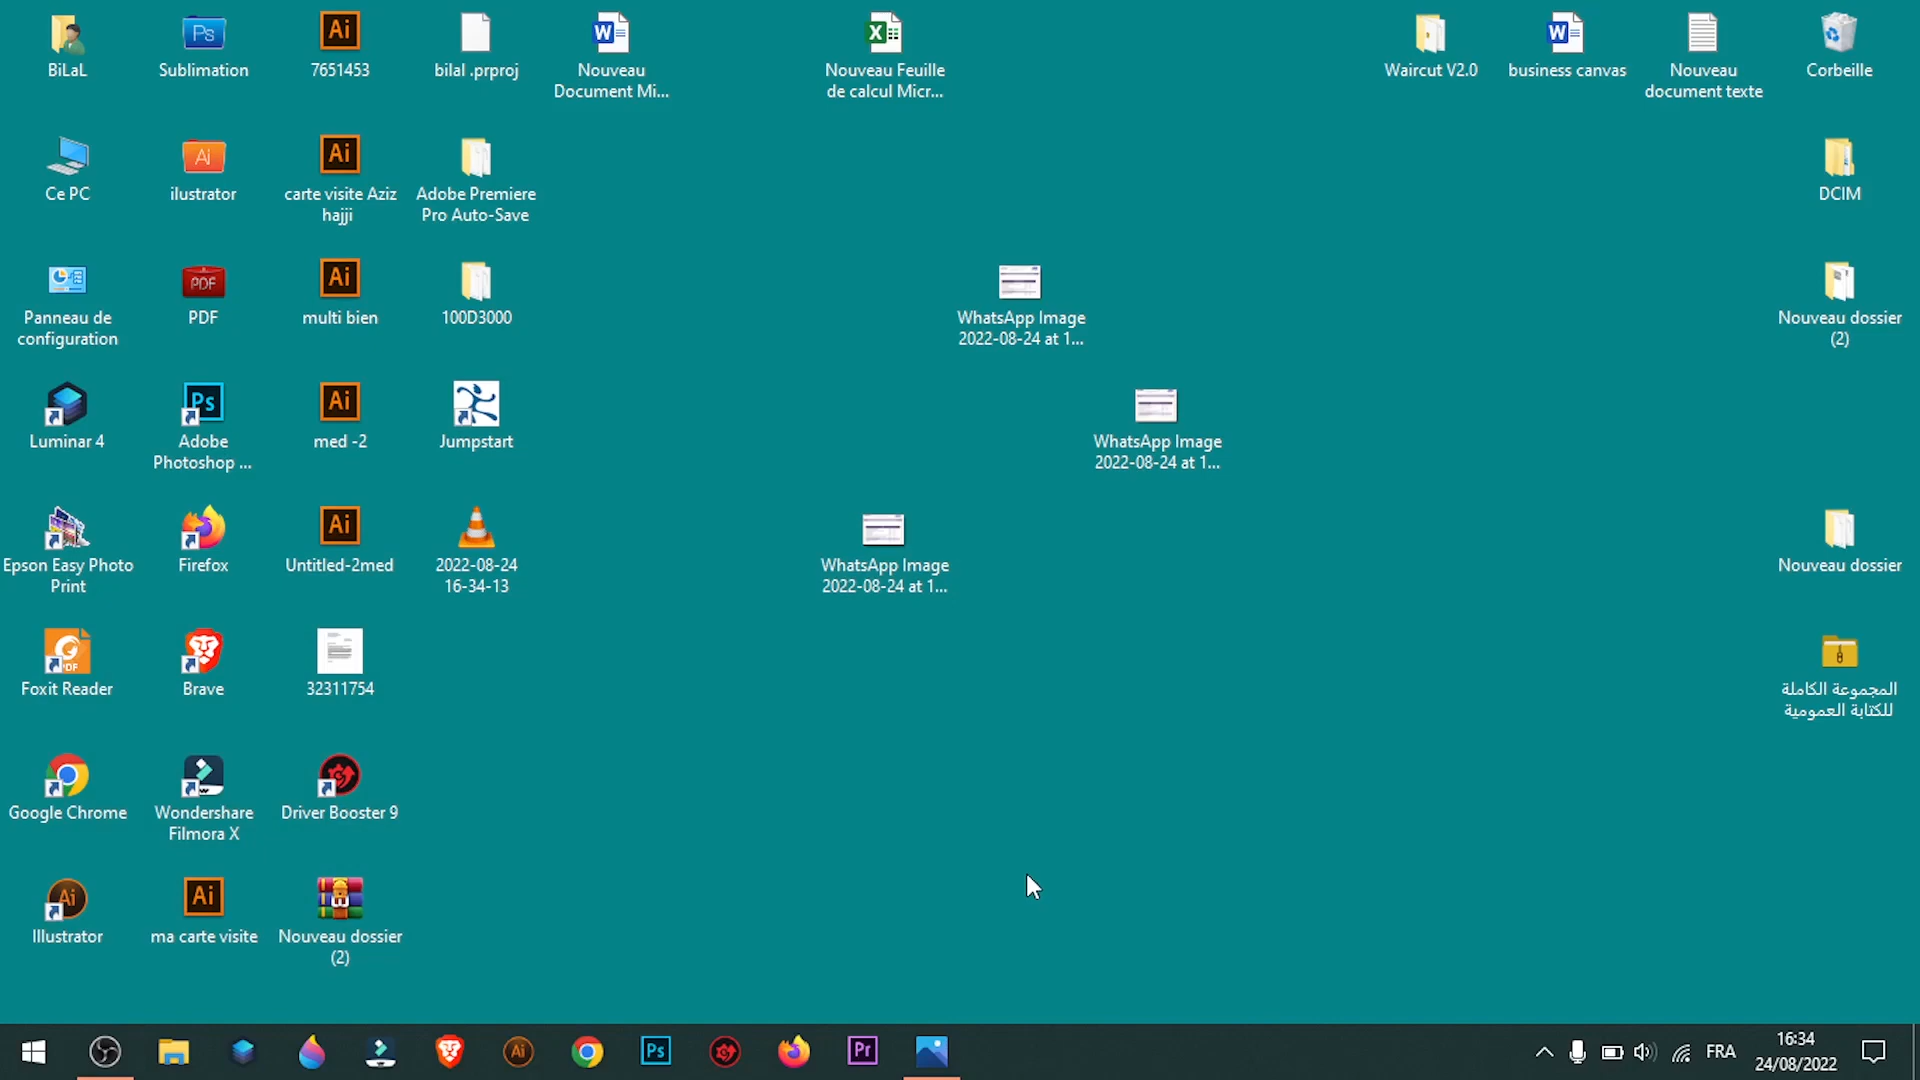 BiLaL
Sublimation
7651453
bilal .prproj
Nouveau
Document Mi...
Nouveau Feuille
de calcul Micr...
Waircut V2.0
business canvas
Nouveau
document texte
Corbeille
Ce PC
ilustrator
carte visite Aziz
hajji
Adobe Premiere
Pro Auto-Save
DCIM
Panneau de
configuration
PDF
multi bien
100D3000
WhatsApp Image
2022-08-24 at 1...
Nouveau dossier
(2)
Luminar 4
Adobe
Photoshop ...
med -2
Jumpstart
WhatsApp Image
2022-08-24 at 1...
Epson Easy Photo
Print
Firefox
Untitled-2med
2022-08-24
16-34-13
WhatsApp Image
2022-08-24 at 1...
Nouveau dossier
Foxit Reader
Brave
32311754
المجموعة الكاملة
للكتابة العمومية
Google Chrome
Wondershare
Filmora X
Driver Booster 9
Illustrator
ma carte visite
Nouveau dossier
(2)
FRA
16:34
24/08/2022